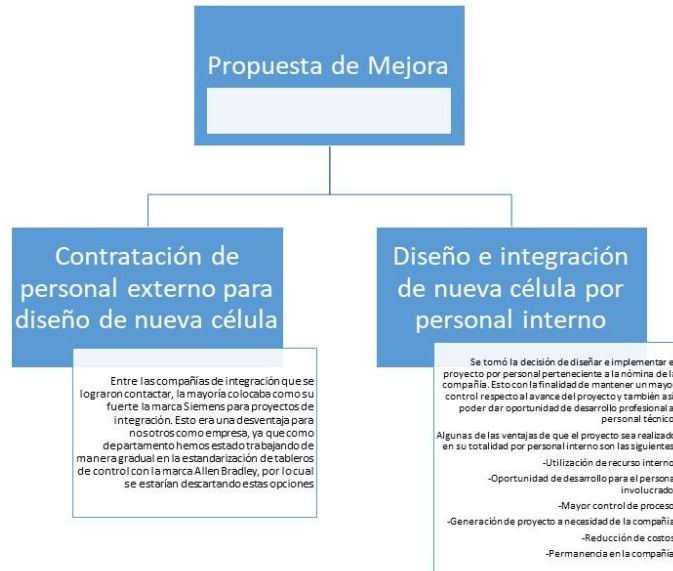 Propuesta de Mejora
Contratación de
personal externo para
diseño de nueva célula
Entre las compañías de integración que se
lograron contactar, la mayoría colocaba como su
fuerte la marca Siemens para proyectos de
integración. Esto era una desventaja para
nosotros como empresa, ya que como
departamento hemos estado trabajando de
manera gradual en la estandarización de tableros
de control con la marca Allen Bradley, por lo cual
se estarían descartando estas opciones
Diseño e integración
de nueva célula por
personal interno
Se tomó la decisión de diseñar e implementar e
proyecto por personal perteneciente a la nómina de la
compañía. Esto con la finalidad de mantener un mayo
control respecto al avance del proyecto y también así
poder dar oportunidad de desarrollo profesional a
personal técnico
Algunas de las ventajas de que el proyecto sea realizado
en su totalidad por personal interno son las siguientes
-Utilización de recurso interno
-Oportunidad de desarrollo para el persona
involucrado
-Mayor control de proceso
-Generación de proyecto a necesidad de la compañía
-Reducción de costos
-Permanencia en la compañía